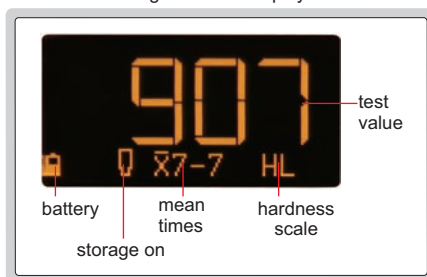 907
test
value
X̄7-7 HL
battery
mean
times
hardness
scale
storage on